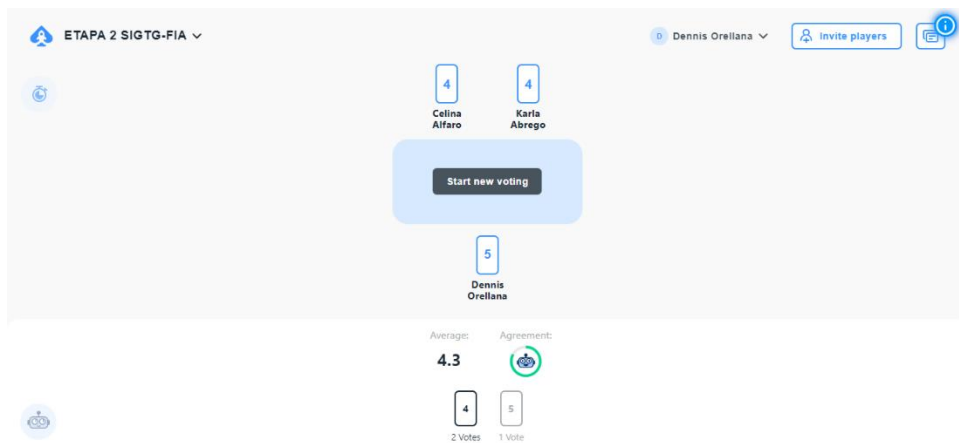 ETAPA 2 SIGTG-FIA
D Dennis Orellana
Invite players
4
4
Celina
Alfaro
Karla
Abrego
Start new voting
5
Dennis
Orellana
Average:
Agreement:
4.3
4
5
2 Votes
1 Vote